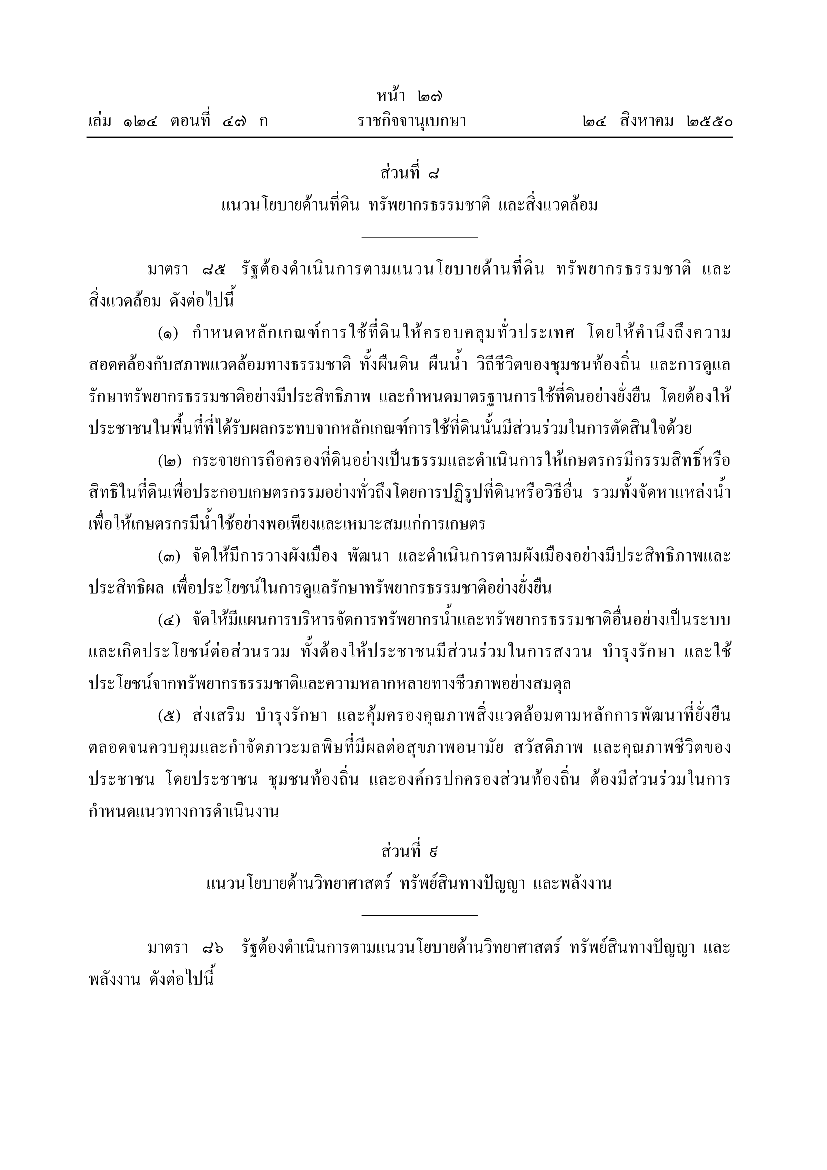 หน้า ๒๗
เล่ม ๑๒๔ ตอนที่ ๔๗ ก ราชกิจจานุเบกษา ๒๔ สิงหาคม ๒๕๕๐
ส่วนที่ ๘
แนวนโยบายด้านที่ดิน ทรัพยากรธรรมชาติ และสิ่งแวดล้อม
มาตรา ๘๕ รัฐต้องดำเนินการตามแนวนโยบายด้านที่ดิน ทรัพยากรธรรมชาติ และ
สิ่งแวดล้อม ดังต่อไปนี้
(๑) กำหนดหลักเกณฑ์การใช้ที่ดินให้ครอบคลุมทั่วประเทศ โดยให้คำนึงถึงความ
สอดคล้องกับสภาพแวดล้อมทางธรรมชาติ ทั้งผืนดิน ผืนน้ำ วิถีชีวิตของชุมชนท้องถิ่น และการดูแล
รักษาทรัพยากรธรรมชาติอย่างมีประสิทธิภาพ และกำหนดมาตรฐานการใช้ที่ดินอย่างยั่งยืน โดยต้องให้
ประชาชนในพื้นที่ที่ได้รับผลกระทบจากหลักเกณฑ์การใช้ที่ดินนั้นมีส่วนร่วมในการตัดสินใจด้วย
(๒) กระจายการถือครองที่ดินอย่างเป็นธรรมและดำเนินการให้เกษตรกรมีกรรมสิทธิ์หรือ
สิทธิในที่ดินเพื่อประกอบเกษตรกรรมอย่างทั่วถึงโดยการปฏิรูปที่ดินหรือวิธีอื่น รวมทั้งจัดหาแหล่งน้ำ
เพื่อให้เกษตรกรมีน้ำใช้อย่างพอเพียงและเหมาะสมแก่การเกษตร
(๓) จัดให้มีการวางผังเมือง พัฒนา และดำเนินการตามผังเมืองอย่างมีประสิทธิภาพและ
ประสิทธิผล เพื่อประโยชน์ในการดูแลรักษาทรัพยากรธรรมชาติอย่างยั่งยืน
(๔) จัดให้มีแผนการบริหารจัดการทรัพยากรน้ำและทรัพยากรธรรมชาติอื่นอย่างเป็นระบบ
และเกิดประโยชน์ต่อส่วนรวม ทั้งต้องให้ประชาชนมีส่วนร่วมในการสงวน บำรุงรักษา และใช้
ประโยชน์จากทรัพยากรธรรมชาติและความหลากหลายทางชีวภาพอย่างสมดุล
(๕) ส่งเสริม บำรุงรักษา และคุ้มครองคุณภาพสิ่งแวดล้อมตามหลักการพัฒนาที่ยั่งยืน
ตลอดจนควบคุมและกำจัดภาวะมลพิษที่มีผลต่อสุขภาพอนามัย สวัสดิภาพ และคุณภาพชีวิตของ
ประชาชน โดยประชาชน ชุมชนท้องถิ่น และองค์กรปกครองส่วนท้องถิ่น ต้องมีส่วนร่วมในการ
กำหนดแนวทางการดำเนินงาน
ส่วนที่ ๙
แนวนโยบายด้านวิทยาศาสตร์ ทรัพย์สินทางปัญญา และพลังงาน
มาตรา ๘๖ รัฐต้องดำเนินการตามแนวนโยบายด้านวิทยาศาสตร์ ทรัพย์สินทางปัญญา และ
พลังงาน ดังต่อไปนี้